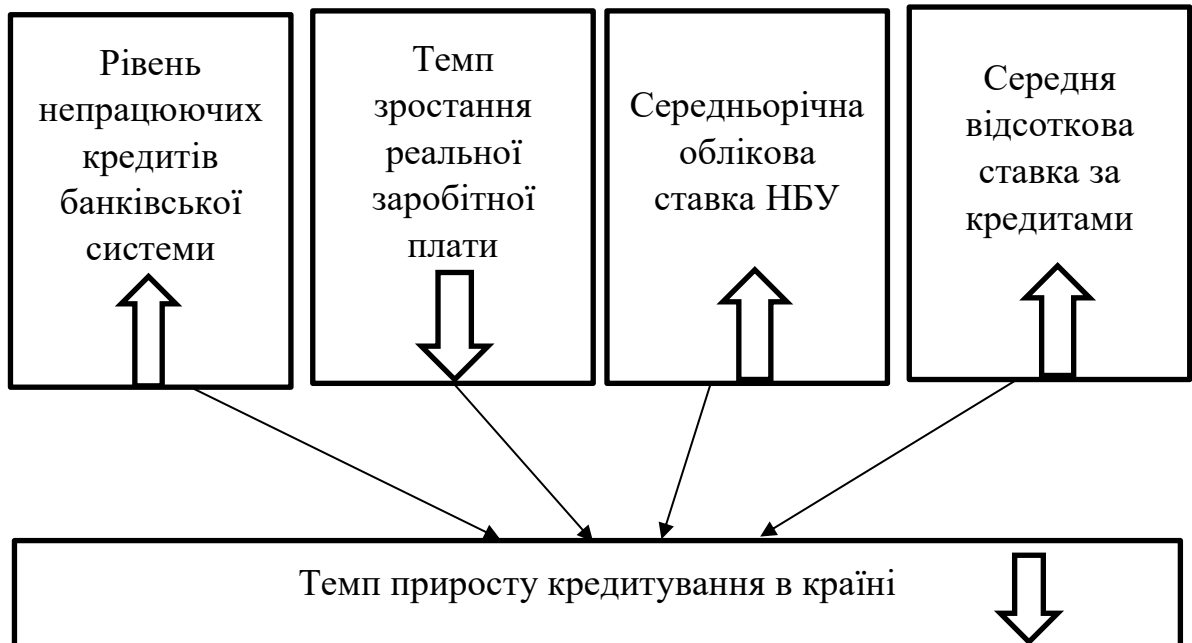 Рівень
непрацюючих
кредитів
банківської
системи
Темп
зростання
реальної
заробітної
плати
Середньорічна
облікова
ставка НБУ
Середня
відсоткова
ставка за
кредитами
Темп приросту кредитування в країні